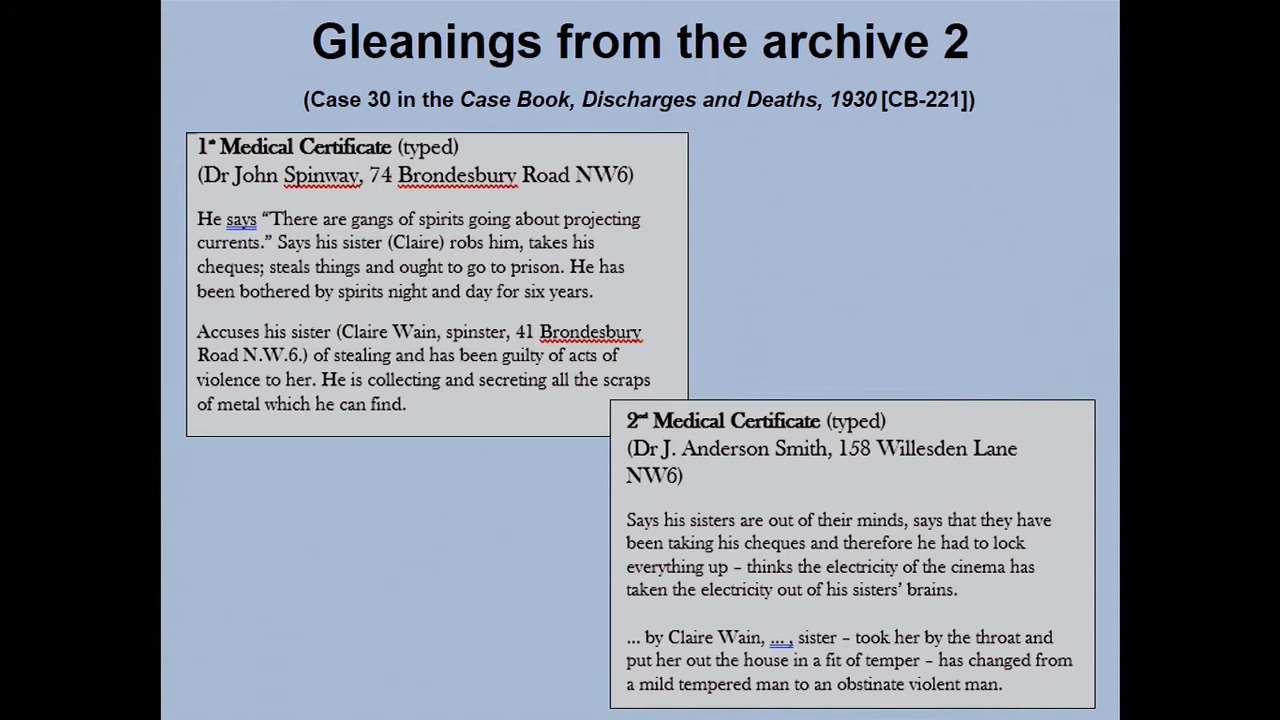 Gleanings from the archive 2
(Case 30 in the Case Book, Discharges and Deaths, 1930 [CB-221])
1st Medical Certificate (typed)
(Dr John Spinway, 74 Brondesbury Road NW6)
He says “There are gangs of spirits going about projecting
currents.” Says his sister (Claire) robs him, takes his
cheques; steals things and ought to go to prison. He has
been bothered by spirits night and day for six years.
Accuses his sister (Claire Wain, spinster, 41 Brondesbury
Road N.W.6.) of stealing and has been guilty of acts of
violence to her. He is collecting and secreting all the scraps
of metal which he can find.
2nd Medical Certificate (typed)
(Dr J. Anderson Smith, 158 Willesden Lane
NW6)
Says his sisters are out of their minds, says that they have
been taking his cheques and therefore he had to lock
everything up – thinks the electricity of the cinema has
taken the electricity out of his sisters’ brains.
... by Claire Wain, ... , sister – took her by the throat and
put her out the house in a fit of temper – has changed from
a mild tempered man to an obstinate violent man.